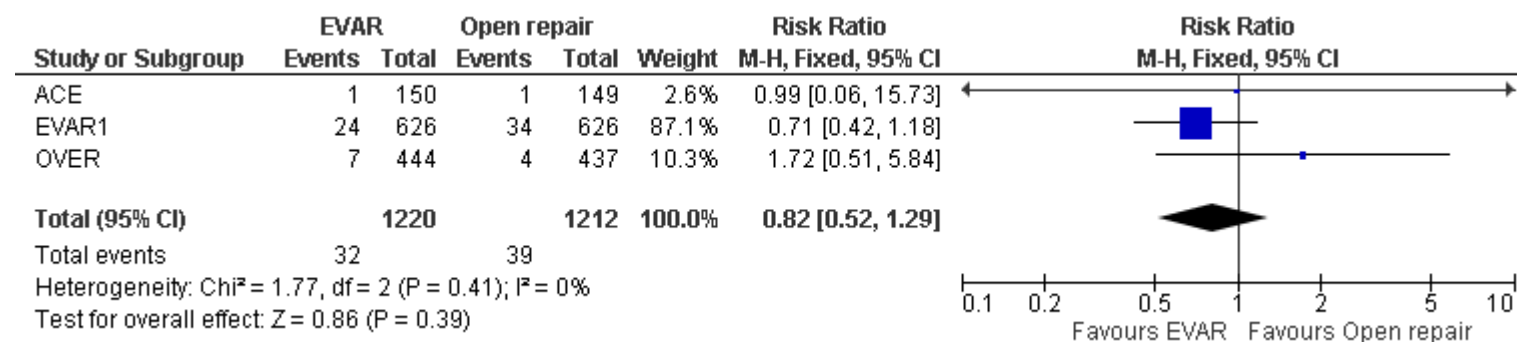 EVAR Open repair Risk Ratio Risk Ratio
Study or Subgroup Events Total Events Total Weight M-H, Fixed, 95% CI M-H, Fixed, 95% CI
ACE 1 150 1 149 2.6% 0.99 [0.06, 15.73]
EVAR1 24 626 34 626 87.1% 0.71 [0.42, 1.18]
OVER 7 444 4 437 10.3% 1.72 [0.51, 5.84]
Total (95% CI) 1220 1212 100.0% 0.82 [0.52, 1.29]
Total events 32 39
Heterogeneity: Chi² = 1.77, df = 2 (P = 0.41); I² = 0%
Test for overall effect: Z = 0.86 (P = 0.39)
0.1 0.2 0.5 1 2 5 10
Favours EVAR Favours Open repair